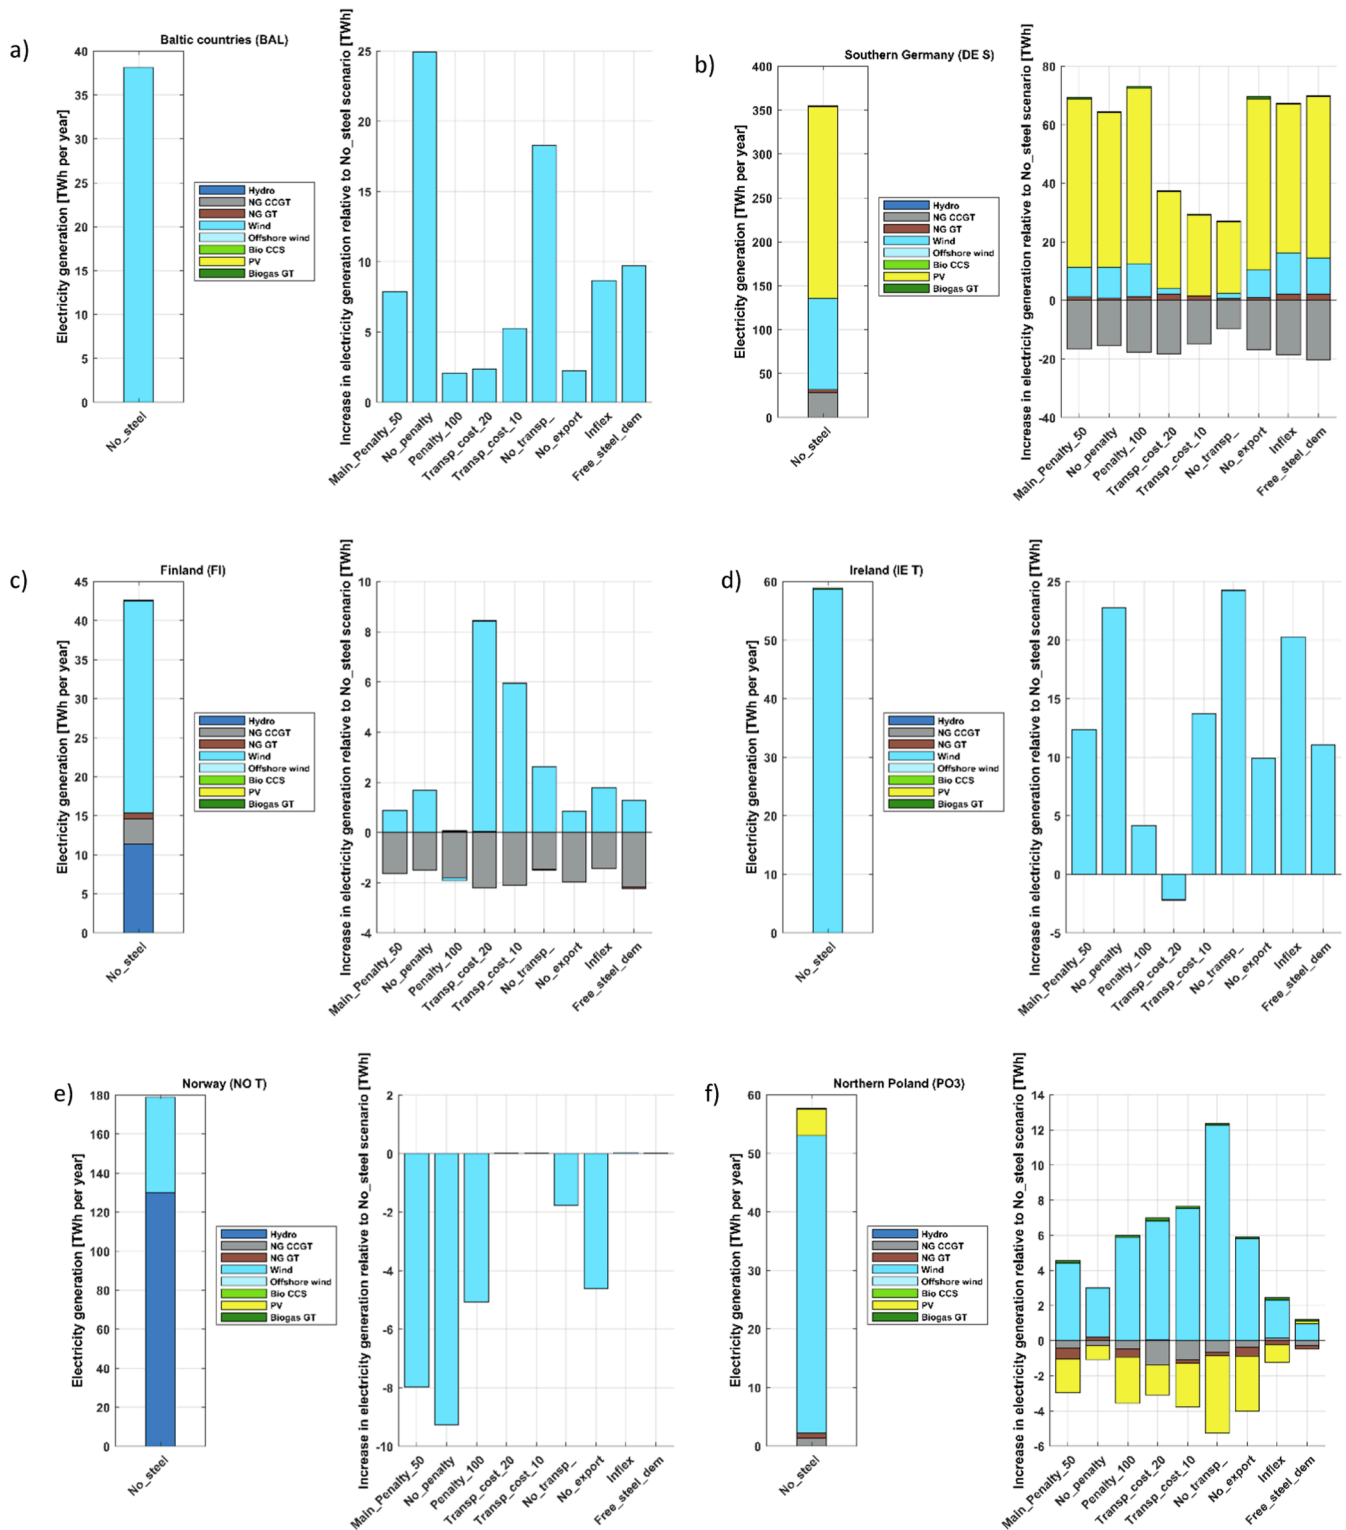 a)
Baltic countries (BAL)
Electricity generation [TWh per year]
40
35
30
25
20
15
10
5
0
No_steel
Hydro
NG CCGT
NG GT
Wind
Offshore wind
Bio CCS
PV
Biogas GT
Increase in electricity generation relative to No_steel scenario [TWh]
25
20
15
10
5
0
Main_Penalty_50
No_penalty
Penalty_100
Transp_cost_20
Transp_cost_10
No_transp_
No_export
Inflex
Free_steel_dem
b)
Southern Germany (DE S)
Electricity generation [TWh per year]
400
350
300
250
200
150
100
50
0
No_steel
Hydro
NG CCGT
NG GT
Wind
Offshore wind
Bio CCS
PV
Biogas GT
Increase in electricity generation relative to No_steel scenario [TWh]
80
60
40
20
0
-20
-40
Main_Penalty_50
No_penalty
Penalty_100
Transp_cost_20
Transp_cost_10
No_transp_
No_export
Inflex
Free_steel_dem
c)
Finland (FI)
Electricity generation [TWh per year]
45
40
35
30
25
20
15
10
5
0
No_steel
Hydro
NG CCGT
NG GT
Wind
Offshore wind
Bio CCS
PV
Biogas GT
Increase in electricity generation relative to No_steel scenario [TWh]
10
8
6
4
2
0
-2
-4
Main_Penalty_50
No_penalty
Penalty_100
Transp_cost_20
Transp_cost_10
No_transp_
No_export
Inflex
Free_steel_dem
d)
Ireland (IE T)
Electricity generation [TWh per year]
60
50
40
30
20
10
0
No_steel
Hydro
NG CCGT
NG GT
Wind
Offshore wind
Bio CCS
PV
Biogas GT
Increase in electricity generation relative to No_steel scenario [TWh]
25
20
15
10
5
0
-5
Main_Penalty_50
No_penalty
Penalty_100
Transp_cost_20
Transp_cost_10
No_transp_
No_export
Inflex
Free_steel_dem
e)
Norway (NO T)
Electricity generation [TWh per year]
180
160
140
120
100
80
60
40
20
0
No_steel
Hydro
NG CCGT
NG GT
Wind
Offshore wind
Bio CCS
PV
Biogas GT
Increase in electricity generation relative to No_steel scenario [TWh]
2
0
-2
-4
-6
-8
-10
Main_Penalty_50
No_penalty
Penalty_100
Transp_cost_20
Transp_cost_10
No_transp_
No_export
Inflex
Free_steel_dem
f)
Northern Poland (PO3)
Electricity generation [TWh per year]
60
50
40
30
20
10
0
No_steel
Hydro
NG CCGT
NG GT
Wind
Offshore wind
Bio CCS
PV
Biogas GT
Increase in electricity generation relative to No_steel scenario [TWh]
14
12
10
8
6
4
2
0
-2
-4
-6
Main_Penalty_50
No_penalty
Penalty_100
Transp_cost_20
Transp_cost_10
No_transp_
No_export
Inflex
Free_steel_dem